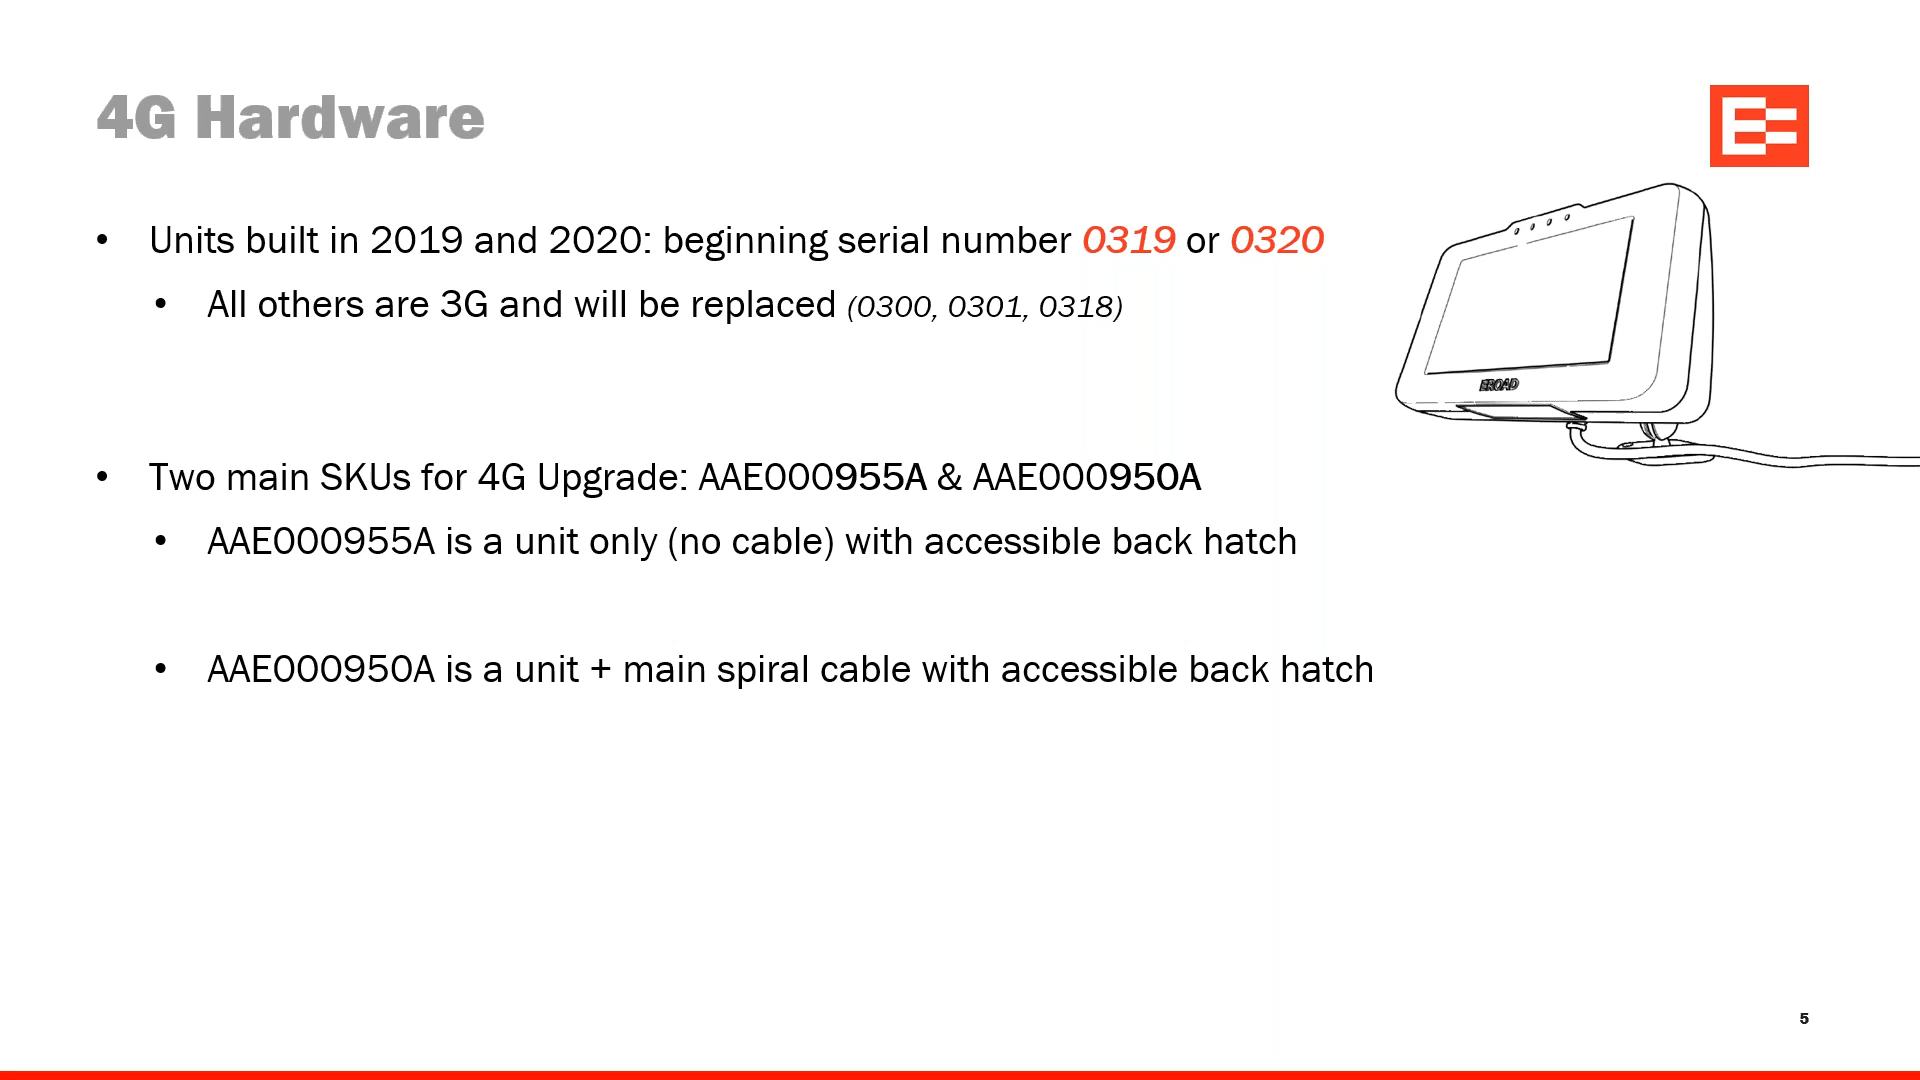 4G Hardware
• Units built in 2019 and 2020: beginning serial number 0319 or 0320
• All others are 3G and will be replaced (0300, 0301, 0318)
EROAD
• Two main SKUs for 4G Upgrade: AAE000955A & AAE000950A
• AAE000955A is a unit only (no cable) with accessible back hatch
• AAE000950A is a unit + main spiral cable with accessible back hatch
5